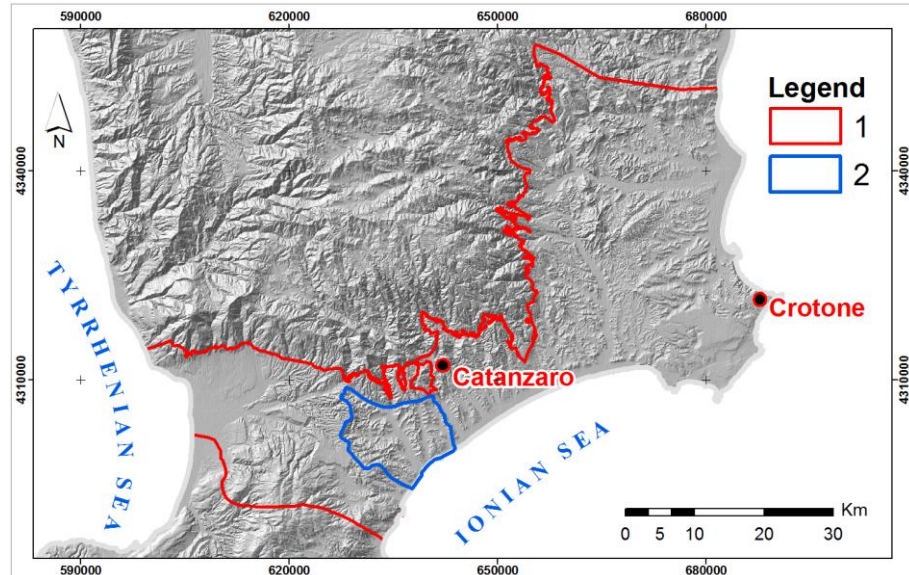 590000 620000 650000 680000
Legend
1
2
N
4340000
4340000
TYRRHENIAN SEA
Crotone
4310000
Catanzaro
4310000
IONIAN SEA
Km
0 5 10 20 30
590000 620000 650000 680000